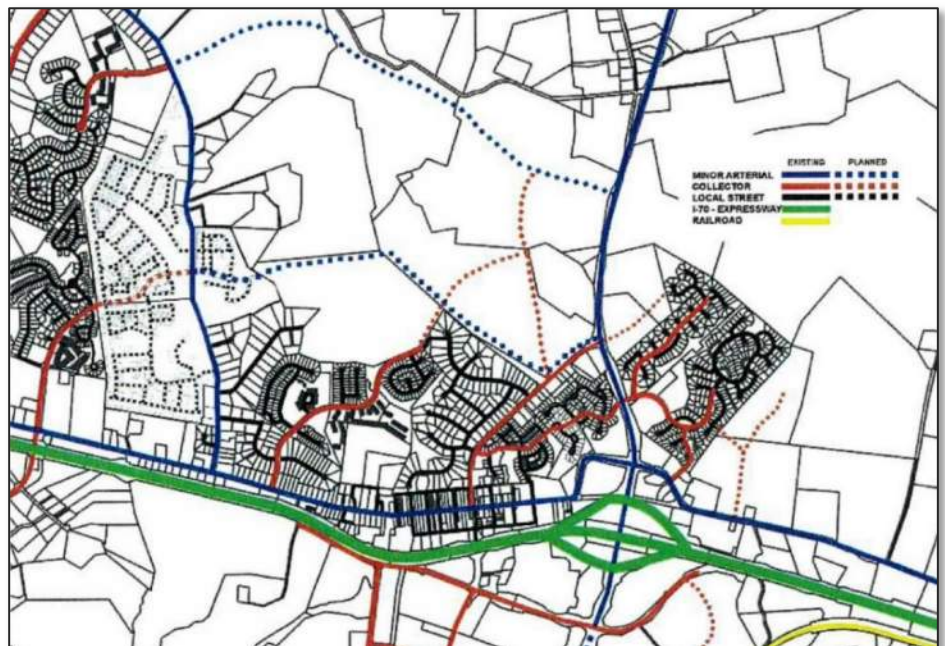 EXISTING PLANNED
MINOR ARTERIAL
COLLECTOR
LOCAL STREET
I-70 - EXPRESSWAY
RAILROAD